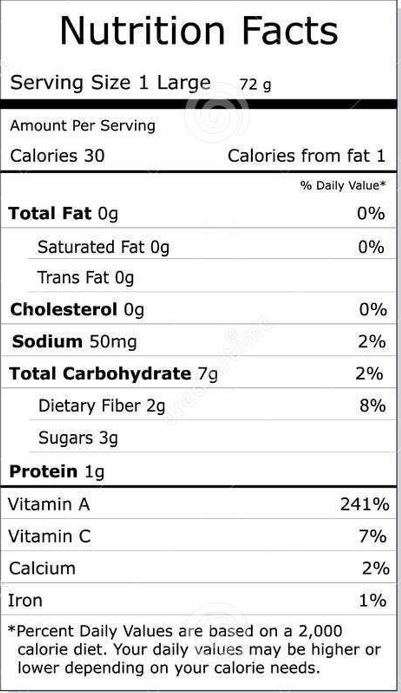 Nutrition Facts
Serving Size 1 Large 72 g
Amount Per Serving
Calories 30 Calories from fat 1
% Daily Value*
Total Fat 0g 0%
Saturated Fat 0g 0%
Trans Fat 0g
Cholesterol 0g 0%
Sodium 50mg 2%
Total Carbohydrate 7g 2%
Dietary Fiber 2g 8%
Sugars 3g
Protein 1g
Vitamin A 241%
Vitamin C 7%
Calcium 2%
Iron 1%
*Percent Daily Values are based on a 2,000
calorie diet. Your daily values may be higher or
lower depending on your calorie needs.